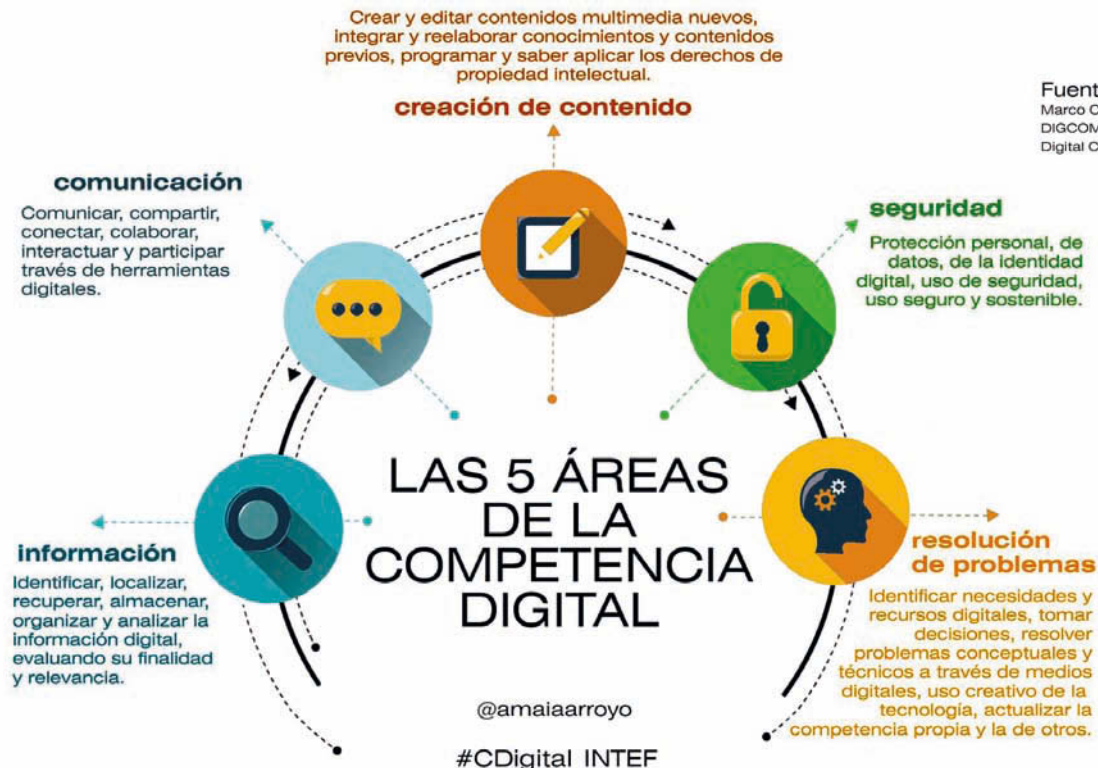 Crear y editar contenidos multimedia nuevos,
integrar y reelaborar conocimientos y contenidos
previos, programar y saber aplicar los derechos de
propiedad intelectual.
creación de contenido
Marco C
DIGCOM
Digital C
comunicación
Comunicar, compartir,
conectar, colaborar,
interactuar y participar
través de herramientas
digitales.
seguridad
Protección personal, de
datos, de la identidad
digital, uso de seguridad,
uso seguro y sostenible.
información
Identificar, localizar,
recuperar, almacenar,
organizar y analizar la
información digital,
evaluando su finalidad
y relevancia.
LAS 5 ÁREAS
DE LA
COMPETENCIA
DIGITAL
resolución
de problemas
Identificar necesidades y
recursos digitales, tomar
decisiones, resolver
problemas conceptuales y
técnicos a través de medios
digitales, uso creativo de la
tecnología, actualizar la
competencia propia y la de otros.
@amaiaarroyo
#CDigital_INTEF